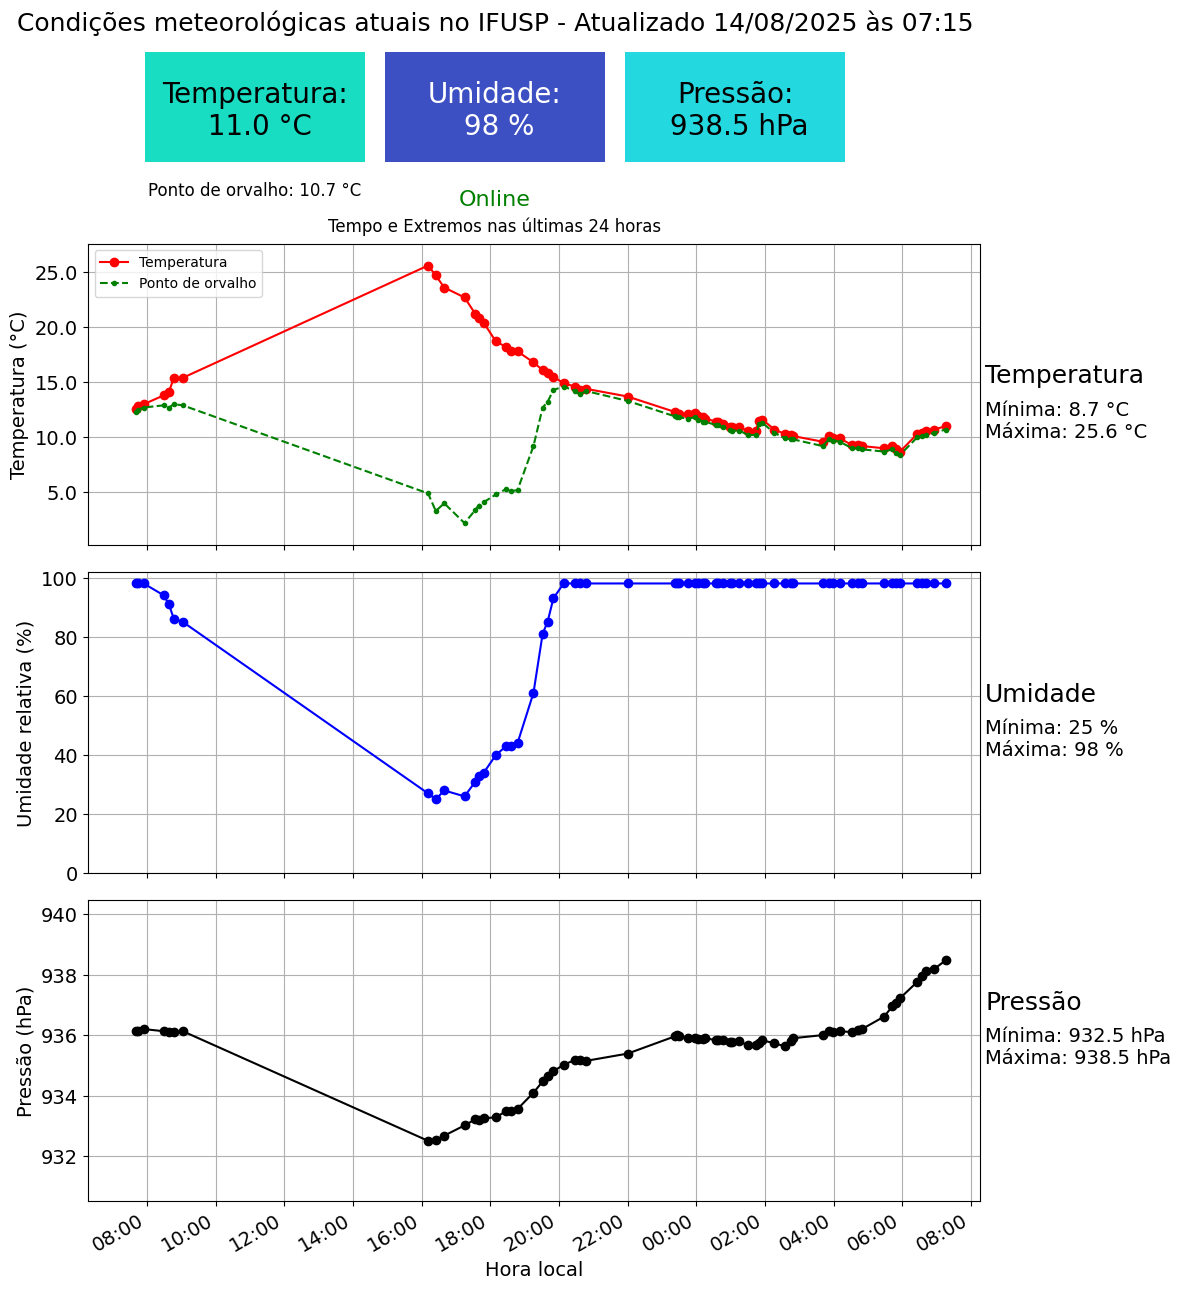 Condições meteorológicas atuais no IFUSP - Atualizado 14/08/2025 às 07:15
Temperatura:
11.0 °C
Umidade:
98 %
Pressão:
938.5 hPa
Ponto de orvalho: 10.7 °C
Online
Tempo e Extremos nas últimas 24 horas
Temperatura
Ponto de orvalho
Temperatura (°C)
25.0
20.0
15.0
10.0
5.0
Temperatura
Mínima: 8.7 °C
Máxima: 25.6 °C
Umidade relativa (%)
100
80
60
40
20
0
Umidade
Mínima: 25 %
Máxima: 98 %
Pressão (hPa)
940
938
936
934
932
Pressão
Mínima: 932.5 hPa
Máxima: 938.5 hPa
08:00
10:00
12:00
14:00
16:00
18:00
20:00
22:00
00:00
02:00
04:00
06:00
08:00
Hora local